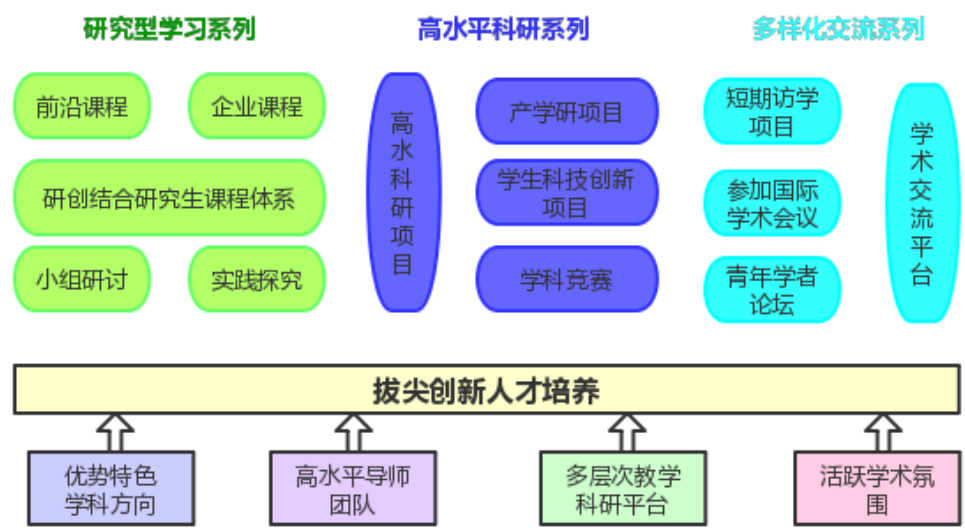 研究型学习系列
高水平科研系列
多样化交流系列
前沿课程
企业课程
研创结合研究生课程体系
小组研讨
实践探究
高
水
科
研
项
目
产学研项目
学生科技创新
项目
学科竞赛
短期访学
项目
参加国际
学术会议
青年学者
论坛
学
术
交
流
平
台
拔尖创新人才培养
优势特色
学科方向
高水平导师
团队
多层次教学
科研平台
活跃学术氛
围